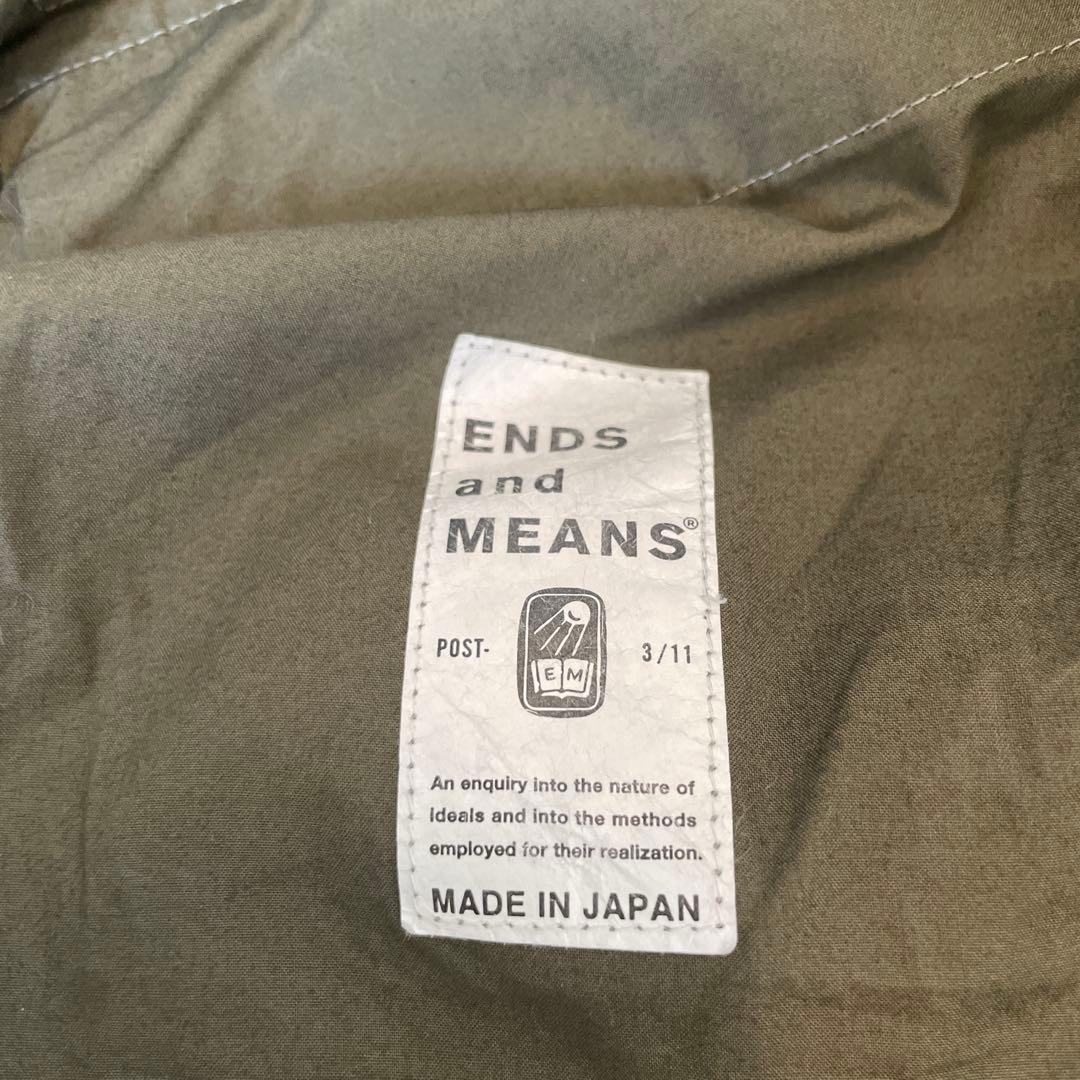 ENDS
and
MEANS®
POST- 3/11
E M
An enquiry into the nature of
ideals and into the methods
employed for their realization.
MADE IN JAPAN